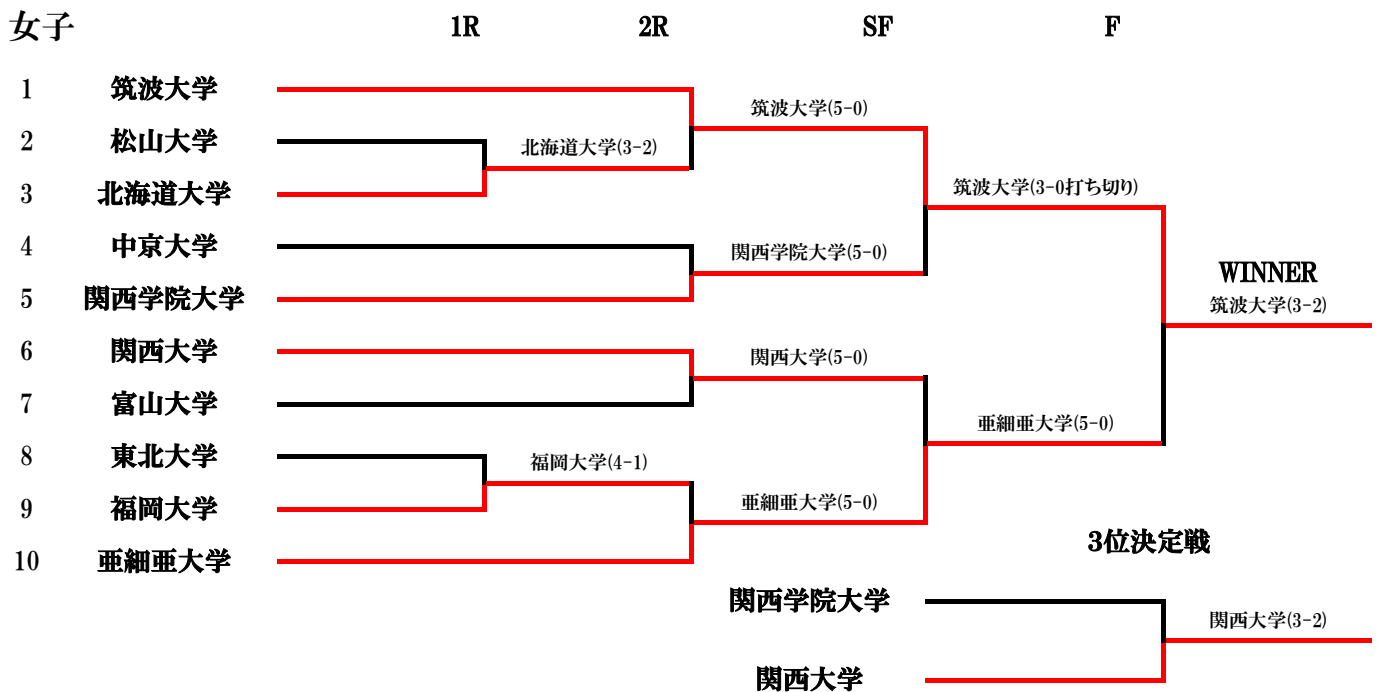 女子 1R 2R SF F
1 筑波大学
筑波大学(5-0)
2 松山大学
北海道大学(3-2)
3 北海道大学
筑波大学(3-0打ち切り)
4 中京大学
関西学院大学(5-0)
5 関西学院大学
WINNER
筑波大学(3-2)
6 関西大学
関西大学(5-0)
7 富山大学
亜細亜大学(5-0)
8 東北大学
福岡大学(4-1)
9 福岡大学
亜細亜大学(5-0)
10 亜細亜大学
3位決定戦
関西学院大学
関西大学(3-2)
関西大学